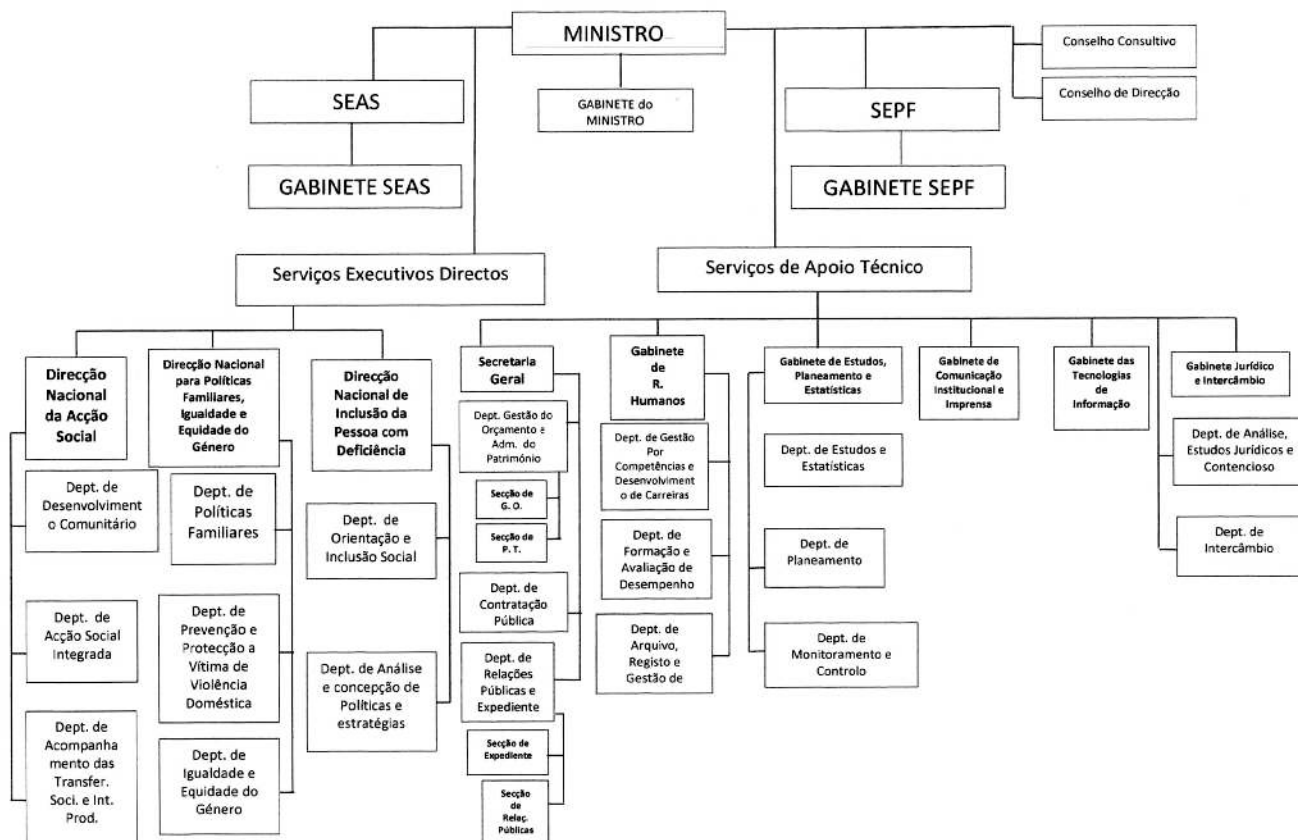 MINISTRO
Conselho Consultivo
Conselho de Direcção
SEAS
GABINETE do
MINISTRO
SEPF
GABINETE SEAS
GABINETE SEPF
Serviços Executivos Directos
Serviços de Apoio Técnico
Direcção
Nacional
da Acção
Social
Dept. de
Desenvolviment
o Comunitário
Dept. de
Acção Social
Integrada
Dept. de
Acompanha
mento das
Transfer.
Soci. e Int.
Prod.
Direcção Nacional
para Políticas
Familiares,
Igualdade e
Equidade do
Género
Dept. de
Políticas
Familiares
Dept. de
Prevenção e
Protecção a
Vítima de
Violência
Doméstica
Dept. de
Igualdade e
Equidade do
Género
Direcção
Nacional de
Inclusão da
Pessoa com
Deficiência
Dept. de
Orientação e
Inclusão Social
Dept. de Análise
e concepção de
Políticas e
estratégias
Secretaria
Geral
Dept. Gestão do
Orçamento e
Adm. do
Património
Secção de
G. O.
Secção de
P. T.
Dept. de
Contratação
Pública
Dept. de
Relações
Públicas e
Expediente
Secção de
Expediente
Secção
de
Relaç.
Públicas
Gabinete
de
R.
Humanos
Dept. de Gestão
Por
Competências e
Desenvolviment
o de Carreiras
Dept. de
Formação e
Avaliação de
Desempenho
Dept. de
Arquivo,
Registo e
Gestão de
Gabinete de Estudos,
Planeamento e
Estatísticas
Dept. de Estudos e
Estatísticas
Dept. de
Planeamento
Dept. de
Monitoramento e
Controlo
Gabinete de
Comunicação
Institucional e
Imprensa
Gabinete das
Tecnologias
de
Informação
Gabinete Jurídico
e Intercâmbio
Dept. de Análise,
Estudos Jurídicos e
Contencioso
Dept. de
Intercâmbio